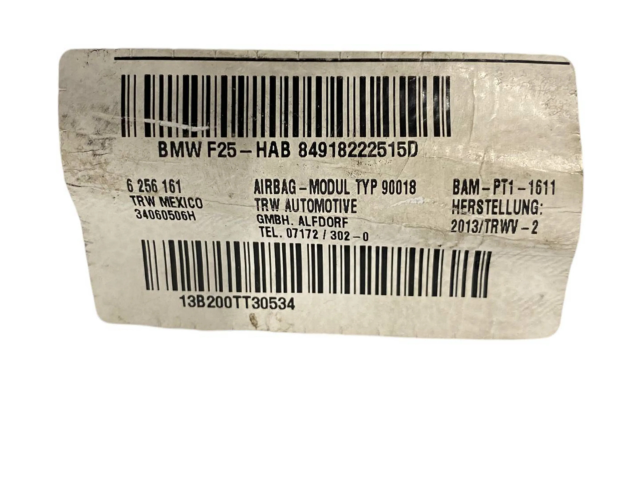 BMW F25-HAB 84918222515D
6 256 161
TRW MEXICO
34060506H
AIRBAG-MODUL TYP 90018
TRW AUTOMOTIVE
GMBH. ALFDORF
TEL. 07172 / 302-0
BAM-PT1-1611
HERSTELLUNG:
2013/TRWV-2
13B200TT30534